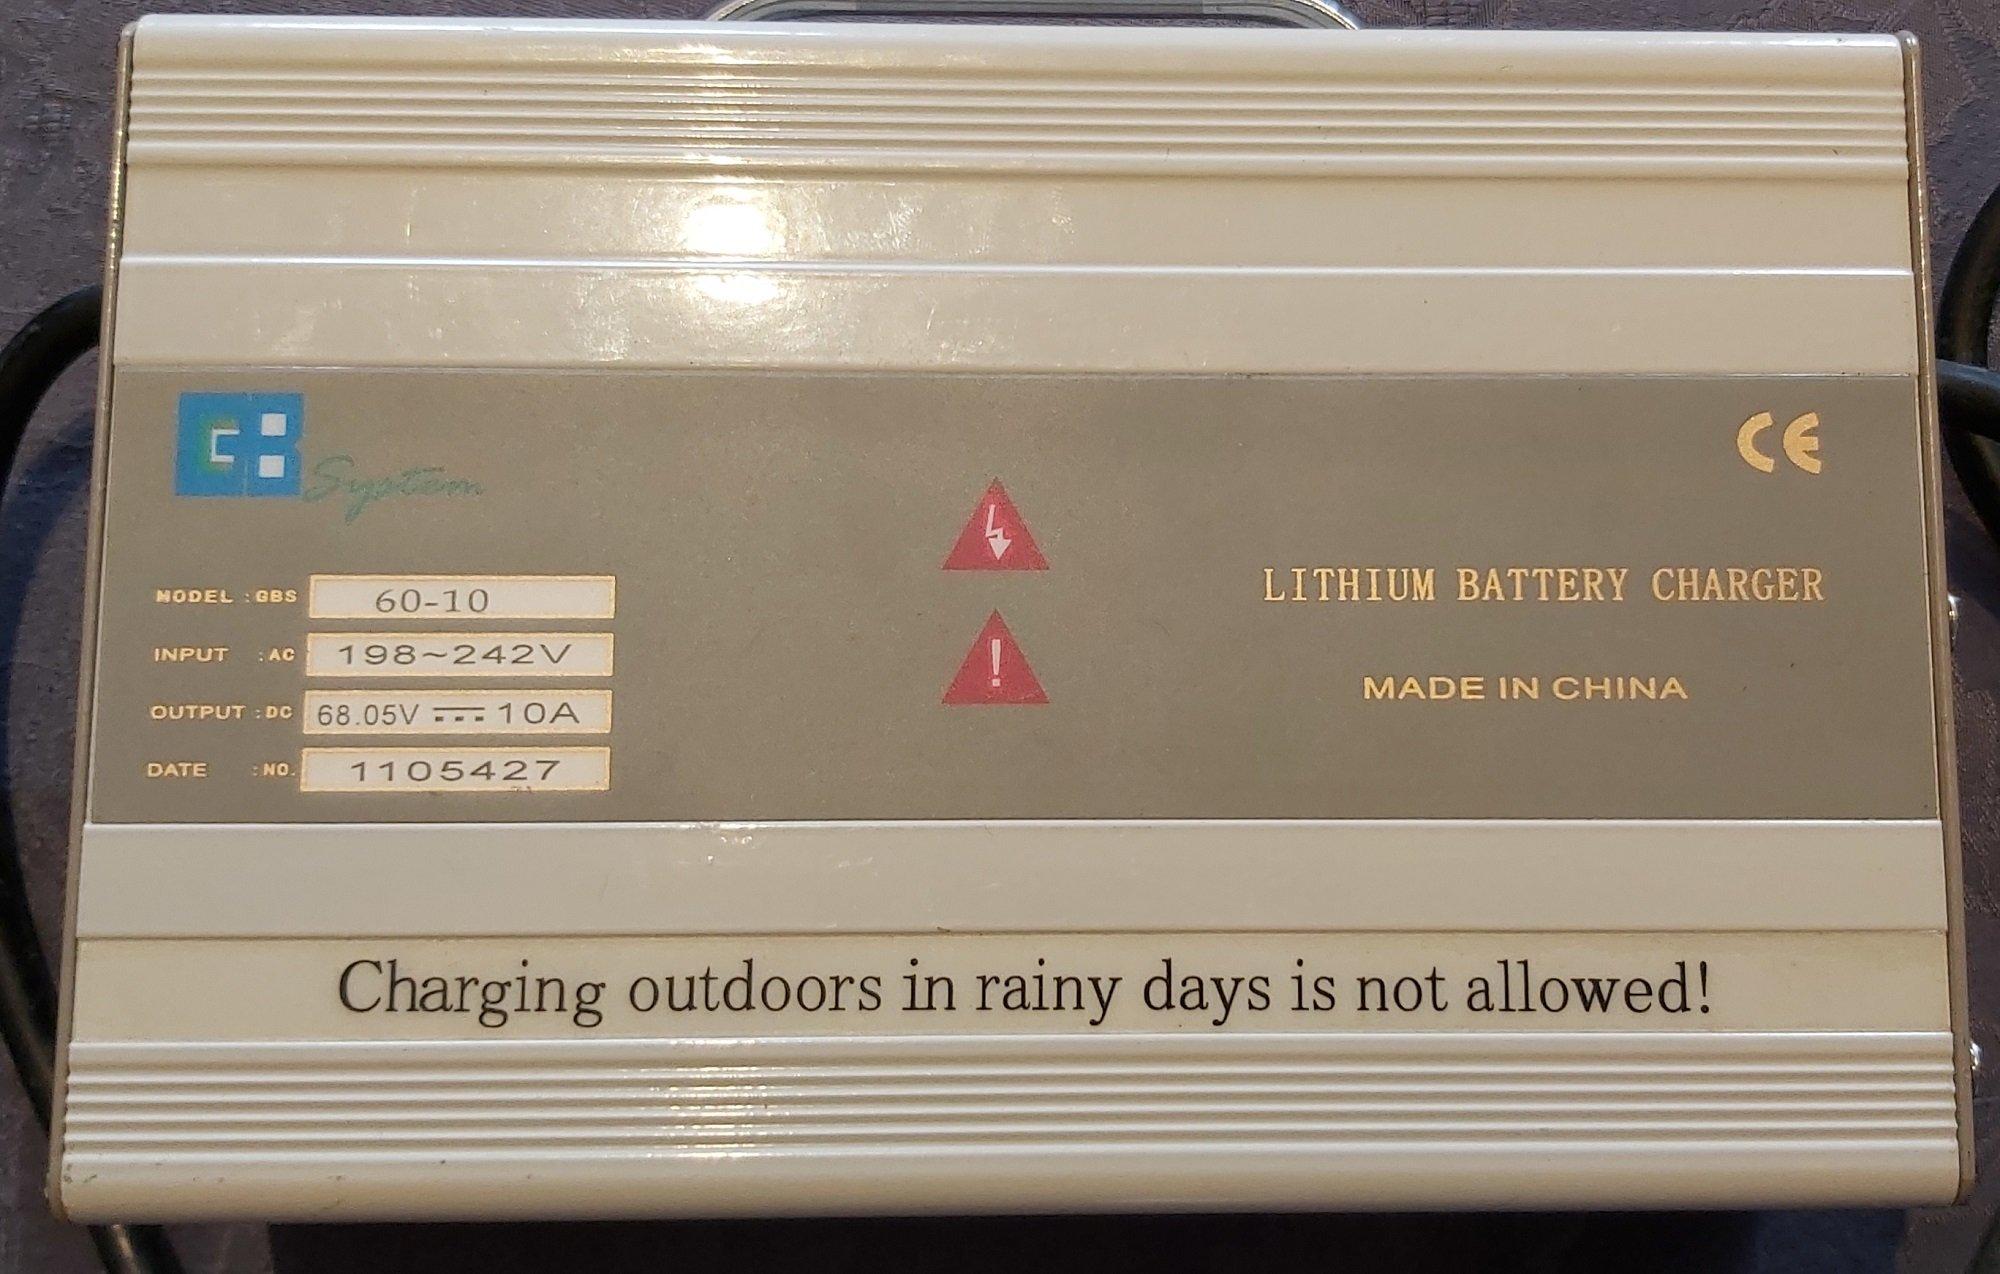 GB System
CE
MODEL :GBS 60-10
INPUT :AC 198~242V
OUTPUT :DC 68.05V ⎓ 10A
DATE :NO. 1105427
!
LITHIUM BATTERY CHARGER
MADE IN CHINA
Charging outdoors in rainy days is not allowed!